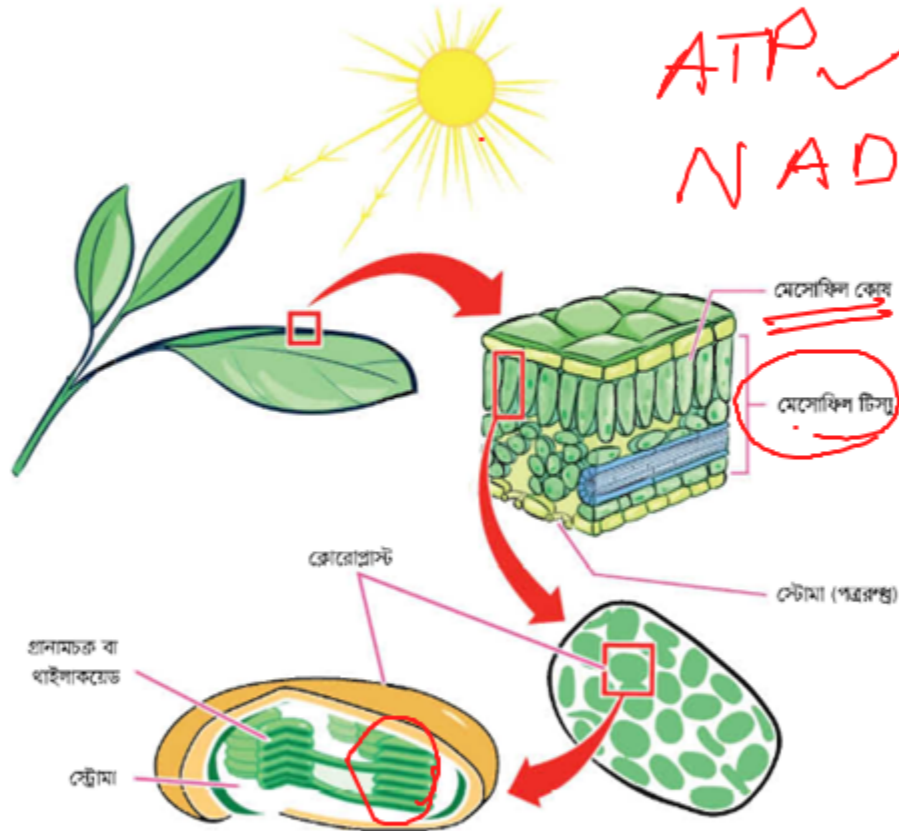 ATP
NAD
মেসোফিল কোষ
মেসোফিল টিস্যু
ক্লোরোপ্লাস্ট
স্টোমা (পত্ররন্ধ্র)
গ্রানামচক্র বা
থাইলাকয়েড
স্ট্রোমা